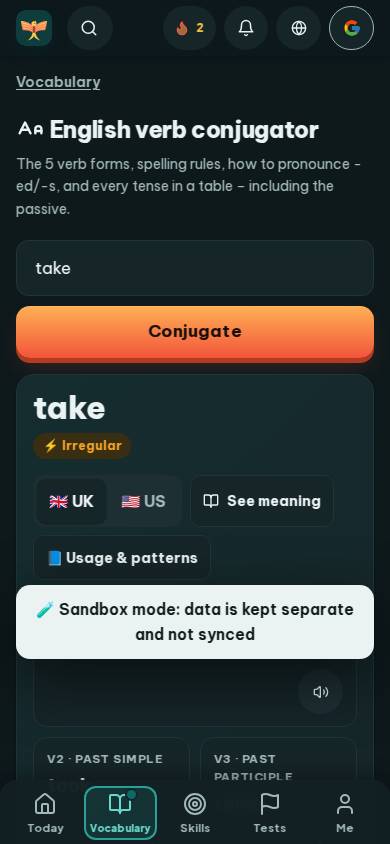 2
Vocabulary
English verb conjugator
The 5 verb forms, spelling rules, how to pronounce -
ed/-s, and every tense in a table – including the
passive.
take
Conjugate
take
⚡ Irregular
🇬🇧 UK 🇺🇸 US See meaning
📘 Usage & patterns
🧪 Sandbox mode: data is kept separate
and not synced
V2 · PAST SIMPLE
V3 · PAST
PARTICIPLE
Today Vocabulary Skills Tests Me